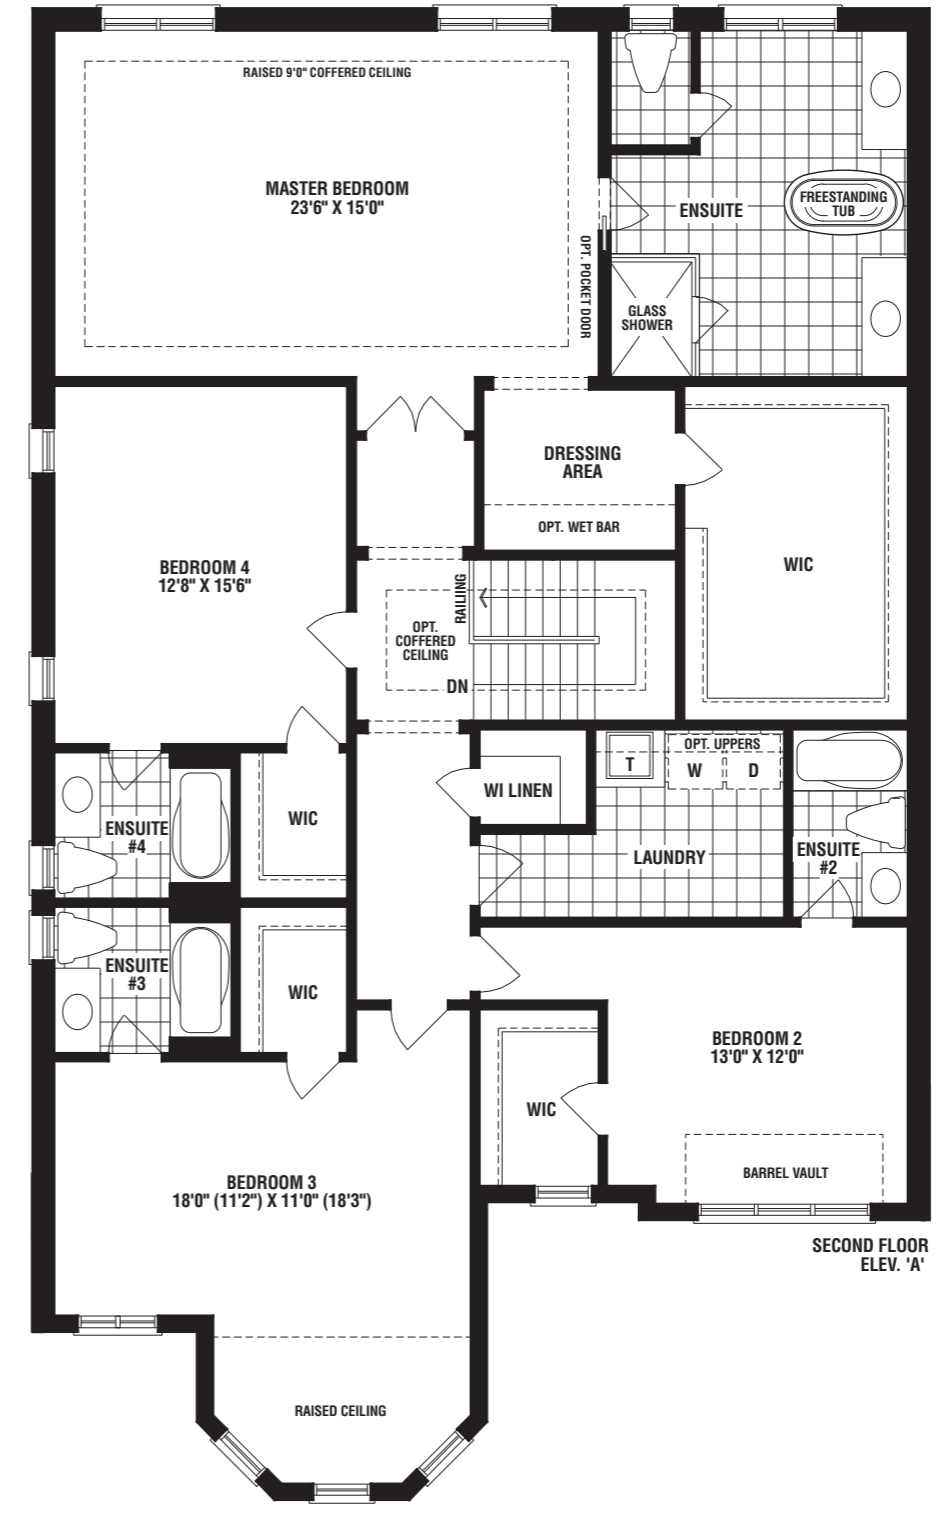 RAISED 9'0" COFFERED CEILING
MASTER BEDROOM
23'6" X 15'0"
ENSUITE
FREESTANDING
TUB
OPT. POCKET DOOR
GLASS
SHOWER
DRESSING
AREA
OPT. WET BAR
WIC
BEDROOM 4
12'8" X 15'6"
RAILIING
OPT.
COFFERED
CEILING
DN
ENSUITE
#4
WIC
WI LINEN
T
OPT. UPPERS
W
D
LAUNDRY
ENSUITE
#2
ENSUITE
#3
WIC
BEDROOM 2
13'0" X 12'0"
WIC
BARREL VAULT
BEDROOM 3
18'0" (11'2") X 11'0" (18'3")
SECOND FLOOR
ELEV. 'A'
RAISED CEILING